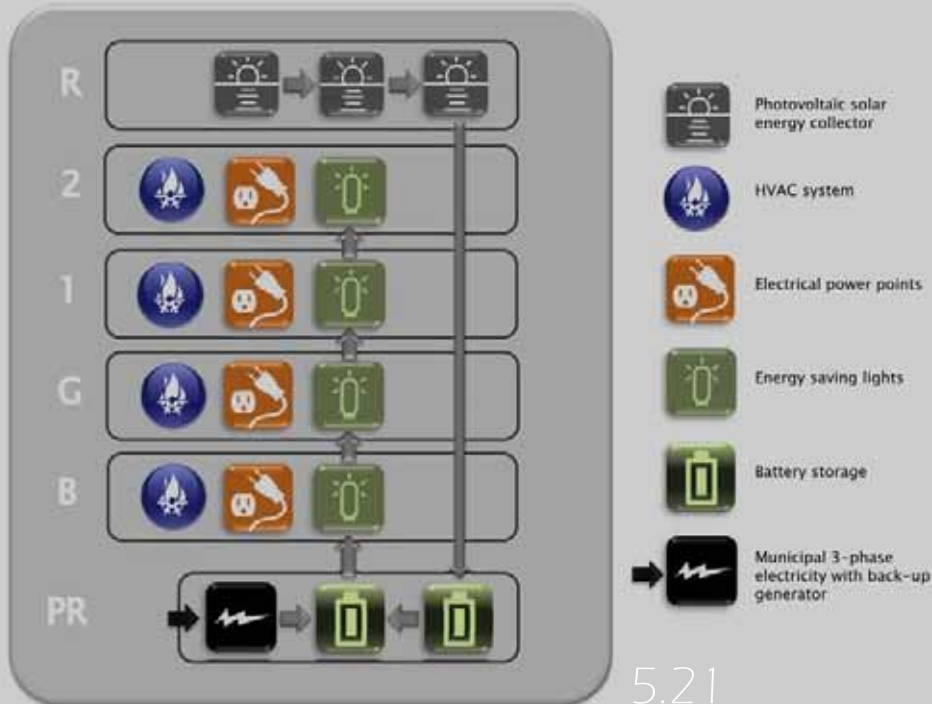 R
2
1
G
B
PR
Photovoltaic solar
energy collector
HVAC system
Electrical power points
Energy saving lights
Battery storage
Municipal 3-phase
electricity with back-up
generator
5.21